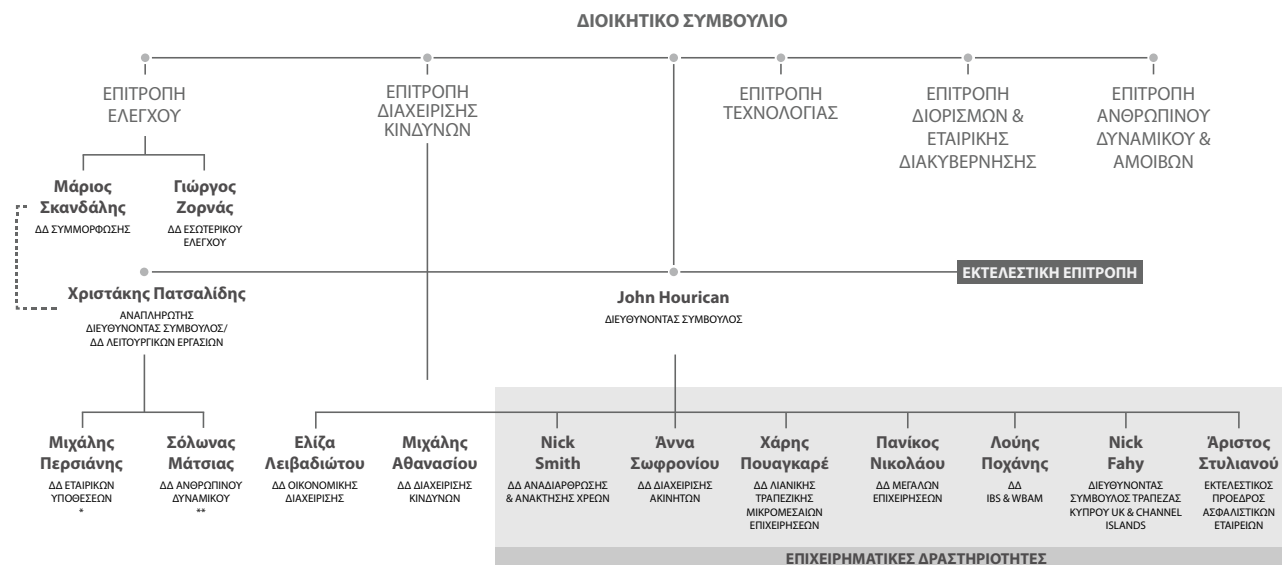 ΔΙΟΙΚΗΤΙΚΟ ΣΥΜΒΟΥΛΙΟ
ΕΠΙΤΡΟΠΗ
ΕΛΕΓΧΟΥ
ΕΠΙΤΡΟΠΗ
ΔΙΑΧΕΙΡΙΣΗΣ
ΚΙΝΔΥΝΩΝ
ΕΠΙΤΡΟΠΗ
ΤΕΧΝΟΛΟΓΙΑΣ
ΕΠΙΤΡΟΠΗ
ΔΙΟΡΙΣΜΩΝ &
ΕΤΑΙΡΙΚΗΣ
ΔΙΑΚΥΒΕΡΝΗΣΗΣ
ΕΠΙΤΡΟΠΗ
ΑΝΘΡΩΠΙΝΟΥ
ΔΥΝΑΜΙΚΟΥ &
ΑΜΟΙΒΩΝ
Μάριος
Σκανδάλης
ΔΔ ΣΥΜΜΟΡΦΩΣΗΣ
Γιώργος
Ζορνάς
ΔΔ ΕΣΩΤΕΡΙΚΟΥ
ΕΛΕΓΧΟΥ
ΕΚΤΕΛΕΣΤΙΚΗ ΕΠΙΤΡΟΠΗ
Χριστάκης Πατσαλίδης
ΑΝΑΠΛΗΡΩΤΗΣ
ΔΙΕΥΘΥΝΟΝΤΑΣ ΣΥΜΒΟΥΛΟΣ/
ΔΔ ΛΕΙΤΟΥΡΓΙΚΩΝ ΕΡΓΑΣΙΩΝ
John Hourican
ΔΙΕΥΘΥΝΟΝΤΑΣ ΣΥΜΒΟΥΛΟΣ
Μιχάλης
Περσιάνης
ΔΔ ΕΤΑΙΡΙΚΩΝ
ΥΠΟΘΕΣΕΩΝ
*
Σόλωνας
Μάτσιας
ΔΔ ΑΝΘΡΩΠΙΝΟΥ
ΔΥΝΑΜΙΚΟΥ
**
Ελίζα
Λειβαδιώτου
ΔΔ ΟΙΚΟΝΟΜΙΚΗΣ
ΔΙΑΧΕΙΡΙΣΗΣ
Μιχάλης
Αθανασίου
ΔΔ ΔΙΑΧΕΙΡΙΣΗΣ
ΚΙΝΔΥΝΩΝ
Nick
Smith
ΔΔ ΑΝΑΔΙΑΡΘΡΩΣΗΣ
& ΑΝΑΚΤΗΣΗΣ ΧΡΕΩΝ
Άννα
Σωφρονίου
ΔΔ ΔΙΑΧΕΙΡΙΣΗΣ
ΑΚΙΝΗΤΩΝ
Χάρης
Πουαγκαρέ
ΔΔ ΛΙΑΝΙΚΗΣ
ΤΡΑΠΕΖΙΚΗΣ
ΜΙΚΡΟΜΕΣΑΙΩΝ
ΕΠΙΧΕΙΡΗΣΕΩΝ
Πανίκος
Νικολάου
ΔΔ ΜΕΓΑΛΩΝ
ΕΠΙΧΕΙΡΗΣΕΩΝ
Λούης
Ποχάνης
ΔΔ
IBS & WBAM
Nick
Fahy
ΔΙΕΥΘΥΝΟΝΤΑΣ
ΣΥΜΒΟΥΛΟΣ ΤΡΑΠΕΖΑΣ
ΚΥΠΡΟΥ UK & CHANNEL
ISLANDS
Άριστος
Στυλιανού
ΕΚΤΕΛΕΣΤΙΚΟΣ
ΠΡΟΕΔΡΟΣ
ΑΣΦΑΛΙΣΤΙΚΩΝ
ΕΤΑΙΡΕΙΩΝ
ΕΠΙΧΕΙΡΗΜΑΤΙΚΕΣ ΔΡΑΣΤΗΡΙΟΤΗΤΕΣ